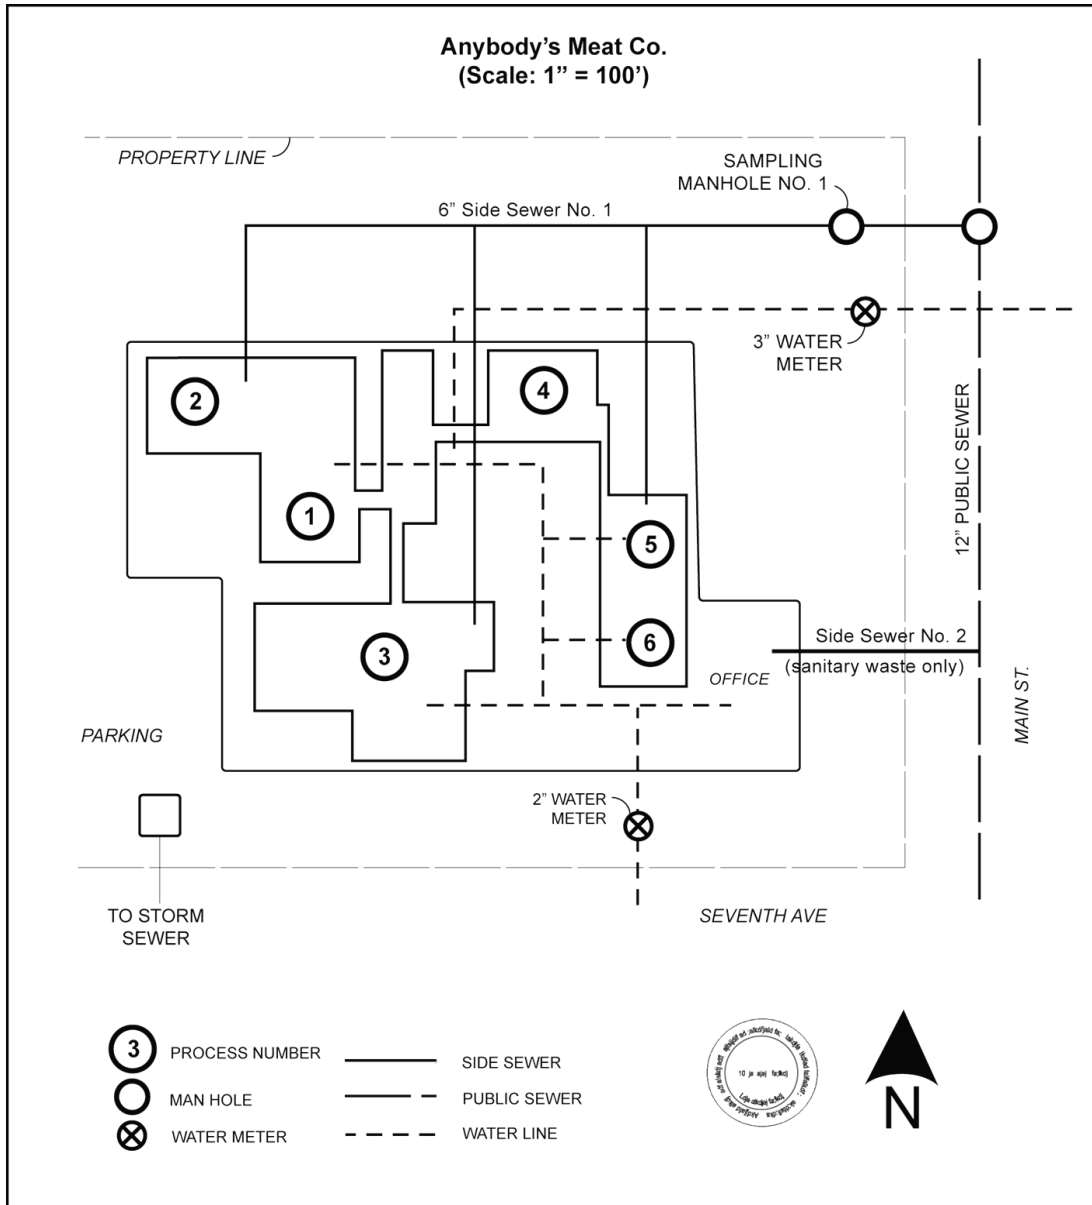 Anybody’s Meat Co.
(Scale: 1” = 100’)
PROPERTY LINE
SAMPLING
MANHOLE NO. 1
6” Side Sewer No. 1
3” WATER
METER
2
4
1
5
12” PUBLIC SEWER
3
6
Side Sewer No. 2
(sanitary waste only)
OFFICE
MAIN ST.
PARKING
2” WATER
METER
TO STORM
SEWER
SEVENTH AVE
3 PROCESS NUMBER
MAN HOLE
WATER METER
SIDE SEWER
PUBLIC SEWER
WATER LINE
N